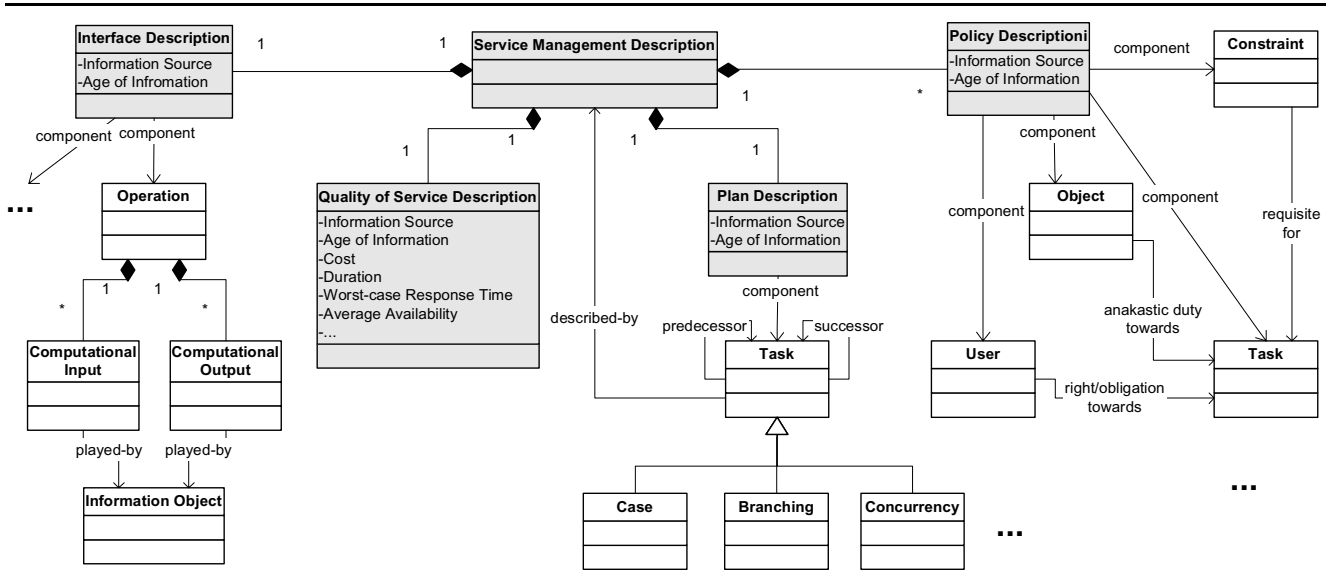 Interface Description
-Information Source
-Age of Infromation
1
1
Service Management Description
1
*
Policy Descriptioni
-Information Source
-Age of Information
component
Constraint
component
component
...
Operation
1
1
*
*
Computational
Input
Computational
Output
played-by
played-by
Information Object
1
1
Quality of Service Description
-Information Source
-Age of Information
-Cost
-Duration
-Worst-case Response Time
-Average Availability
-...
1
1
Plan Description
-Information Source
-Age of Information
component
described-by
predecessor
successor
Task
Case
Branching
Concurrency
...
component
component
component
Object
requisite
for
anakastic duty
towards
User
right/obligation
towards
Task
...